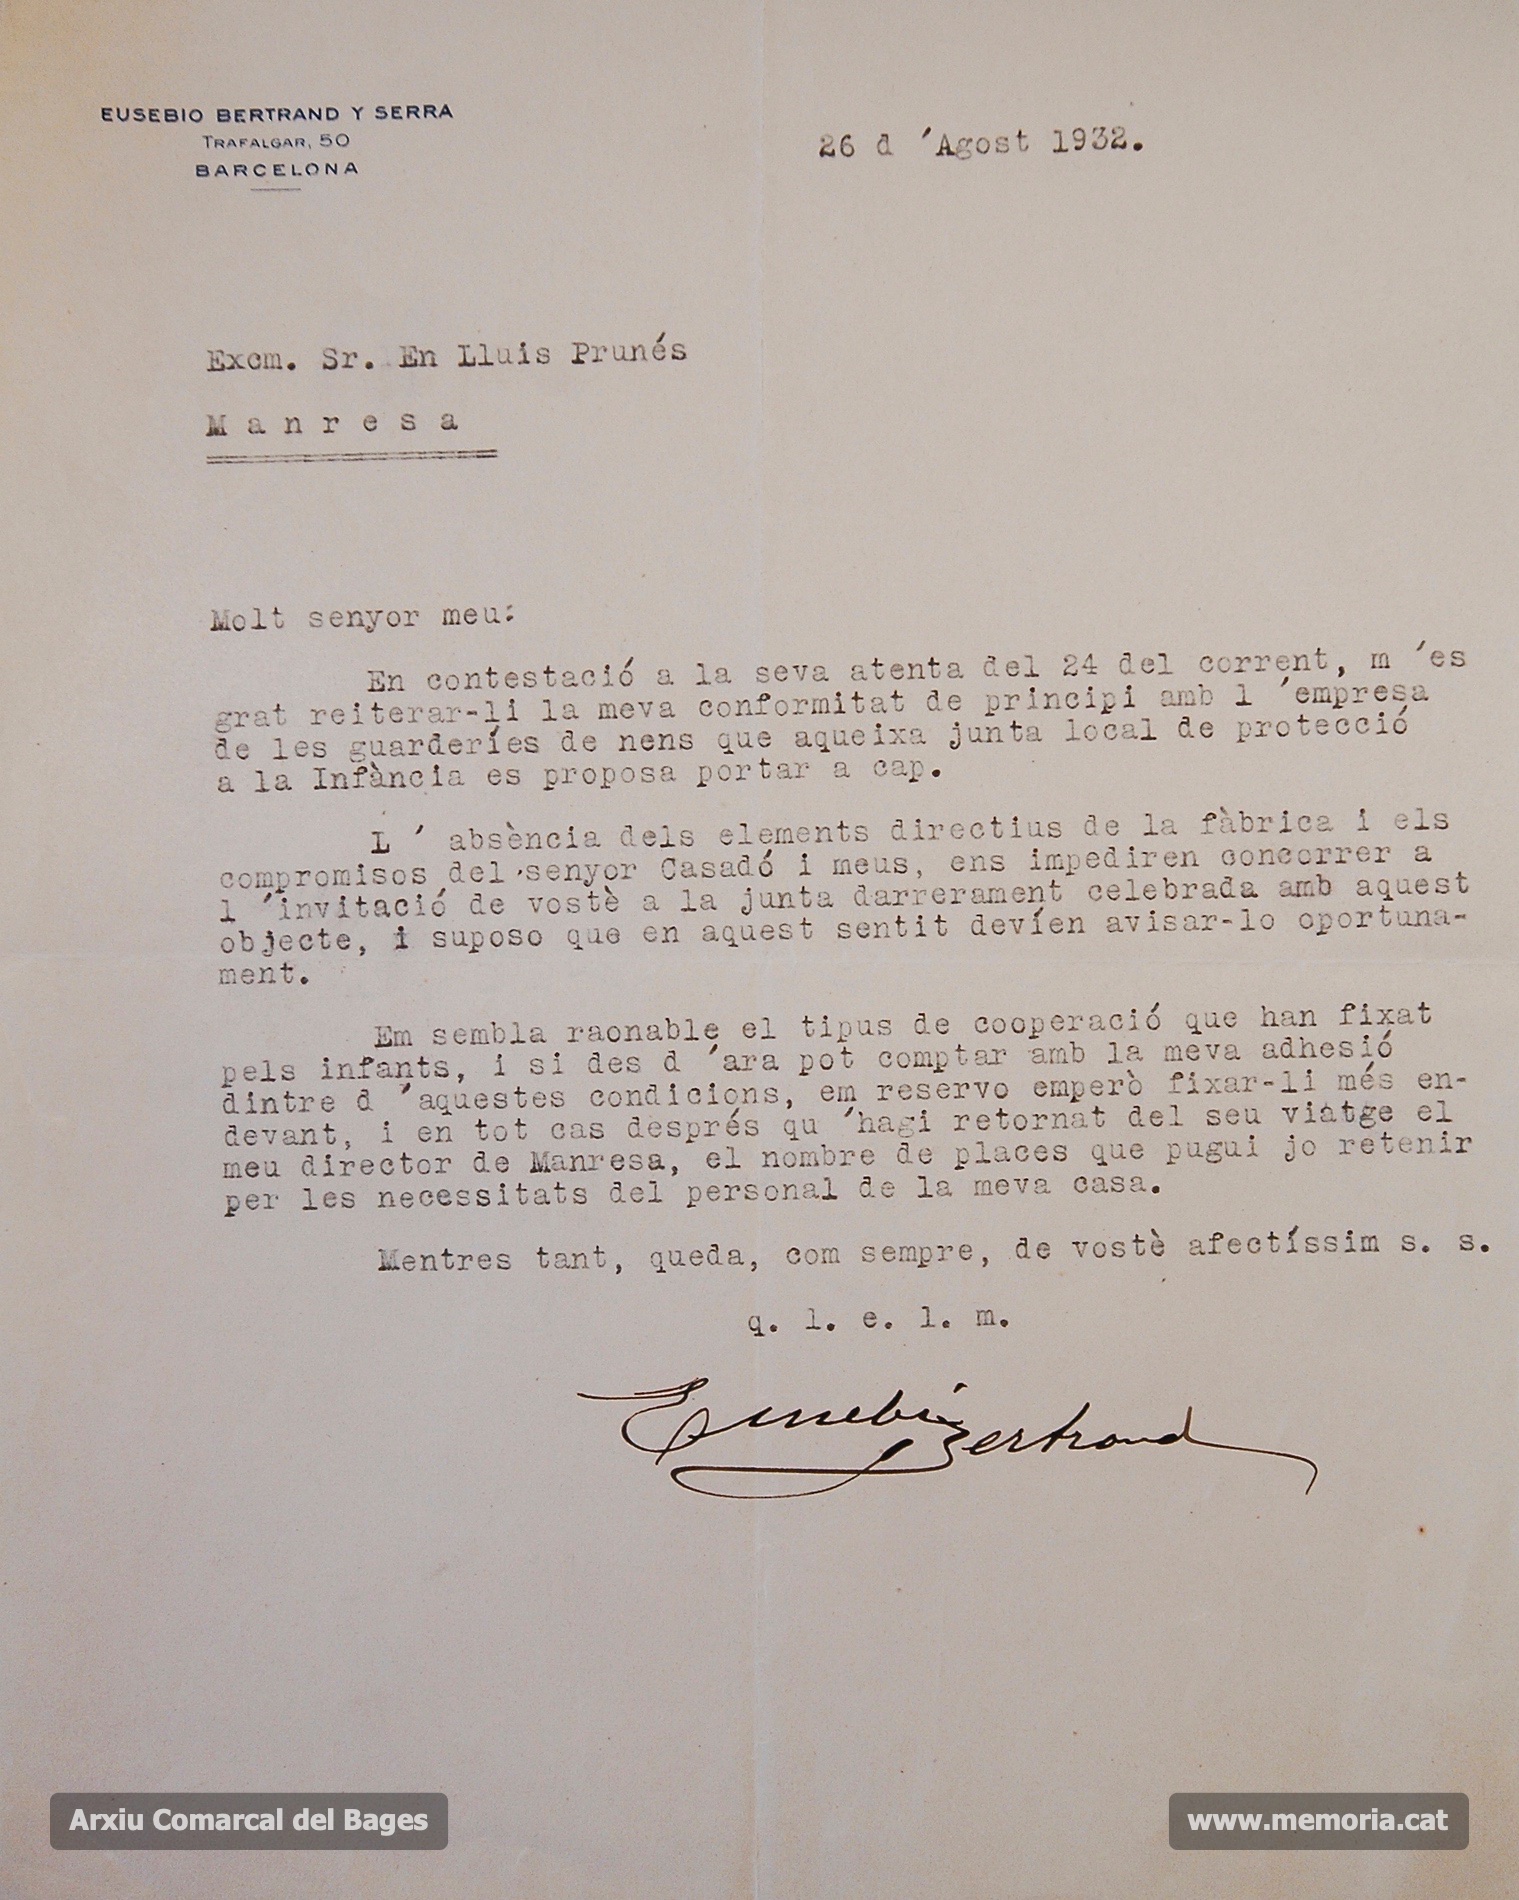 EUSEBIO BERTRAND Y SERRA
TRAFALGAR, 50
BARCELONA
26 d ´Agost 1932.
Excm. Sr. En Lluis Prunés
M a n r e s a
Molt senyor meu:
En contestació a la seva atenta del 24 del corrent, m ´es
grat reiterar-li la meva conformitat de principi amb l ´empresa
de les guarderíes de nens que aqueixa junta local de protecció
a la Infància es proposa portar a cap.
L ´ absència dels elements directius de la fàbrica i els
compromisos del senyor Casadó i meus, ens impediren concorrer a
l ´invitació de vostè a la junta darrerament celebrada amb aquest
objecte, i suposo que en aquest sentit devíen avisar-lo oportuna-
ment.
Em sembla raonable el tipus de cooperació que han fixat
pels infants, i si des d ´ara pot comptar amb la meva adhesió
dintre d ´aquestes condicions, em reservo emperò fixar-li més en-
devant, i en tot cas després qu ´hagi retornat del seu viatge el
meu director de Manresa, el nombre de places que pugui jo retenir
per les necessitats del personal de la meva casa.
Mentres tant, queda, com sempre, de vostè afectíssim s. s.
q. l. e. l. m.
Eusebi Bertrand
Arxiu Comarcal del Bages
www.memoria.cat